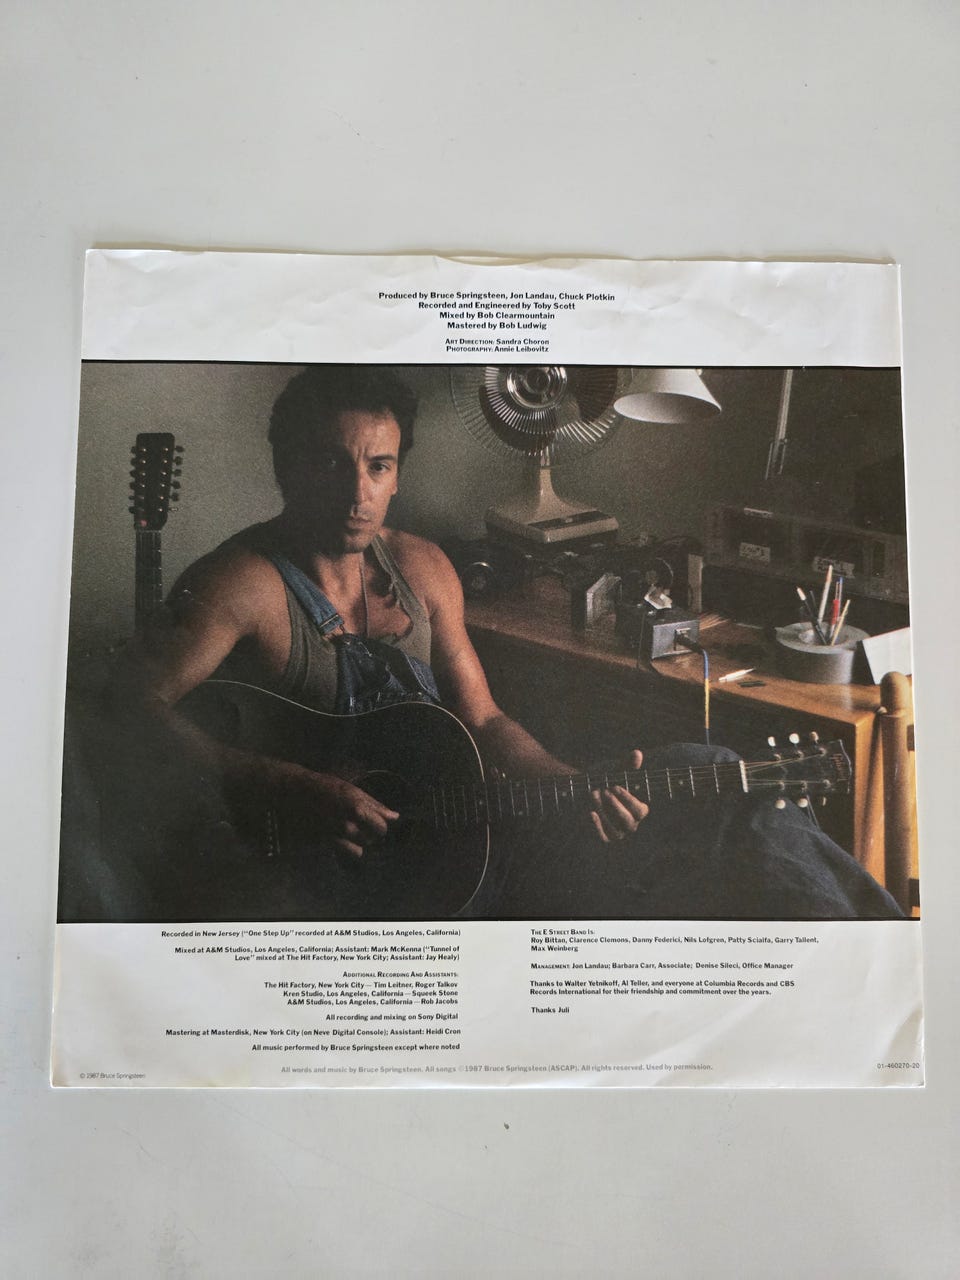 Produced by Bruce Springsteen, Jon Landau, Chuck Plotkin
Recorded and Engineered by Toby Scott
Mixed by Bob Clearmountain
Mastered by Bob Ludwig
Art Direction: Sandra Choron
Photography: Annie Leibovitz
Recorded in New Jersey ("One Step Up" recorded at A&M Studios, Los Angeles, California)
Mixed at A&M Studios, Los Angeles, California; Assistant: Mark McKenna ("Tunnel of
Love" mixed at The Hit Factory, New York City; Assistant: Jay Healy)
Additional Recording And Assistants:
The Hit Factory, New York City — Tim Leitner, Roger Talkov
Kren Studio, Los Angeles, California — Squeek Stone
A&M Studios, Los Angeles, California — Rob Jacobs
All recording and mixing on Sony Digital
Mastering at Masterdisk, New York City (on Neve Digital Console); Assistant: Heidi Cron
All music performed by Bruce Springsteen except where noted
The E Street Band Is:
Roy Bittan, Clarence Clemons, Danny Federici, Nils Lofgren, Patty Scialfa, Garry Tallent,
Max Weinberg
Management: Jon Landau; Barbara Carr, Associate; Denise Sileci, Office Manager
Thanks to Walter Yetnikoff, Al Teller, and everyone at Columbia Records and CBS
Records International for their friendship and commitment over the years.
Thanks Juli
All words and music by Bruce Springsteen. All songs ©1987 Bruce Springsteen (ASCAP). All rights reserved. Used by permission.
© 1987 Bruce Springsteen
01-460270-20